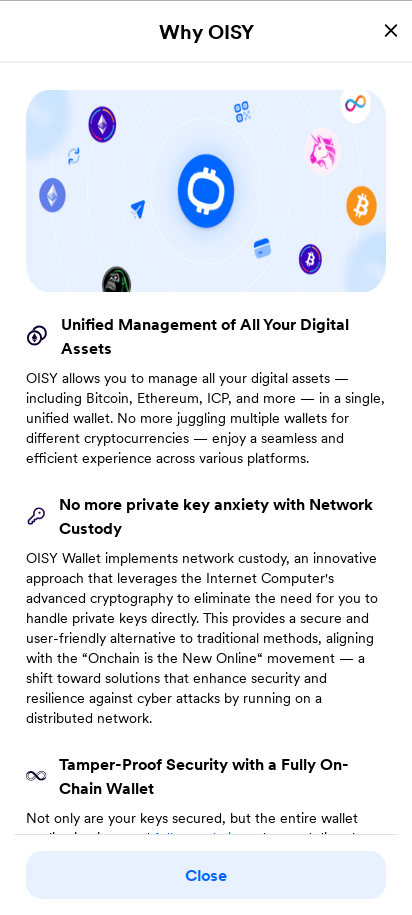 Why OISY
Unified Management of All Your Digital
Assets
OISY allows you to manage all your digital assets —
including Bitcoin, Ethereum, ICP, and more — in a single,
unified wallet. No more juggling multiple wallets for
different cryptocurrencies — enjoy a seamless and
efficient experience across various platforms.
No more private key anxiety with Network
Custody
OISY Wallet implements network custody, an innovative
approach that leverages the Internet Computer's
advanced cryptography to eliminate the need for you to
handle private keys directly. This provides a secure and
user-friendly alternative to traditional methods, aligning
with the “Onchain is the New Online“ movement — a
shift toward solutions that enhance security and
resilience against cyber attacks by running on a
distributed network.
Tamper-Proof Security with a Fully On-
Chain Wallet
Not only are your keys secured, but the entire wallet
Close